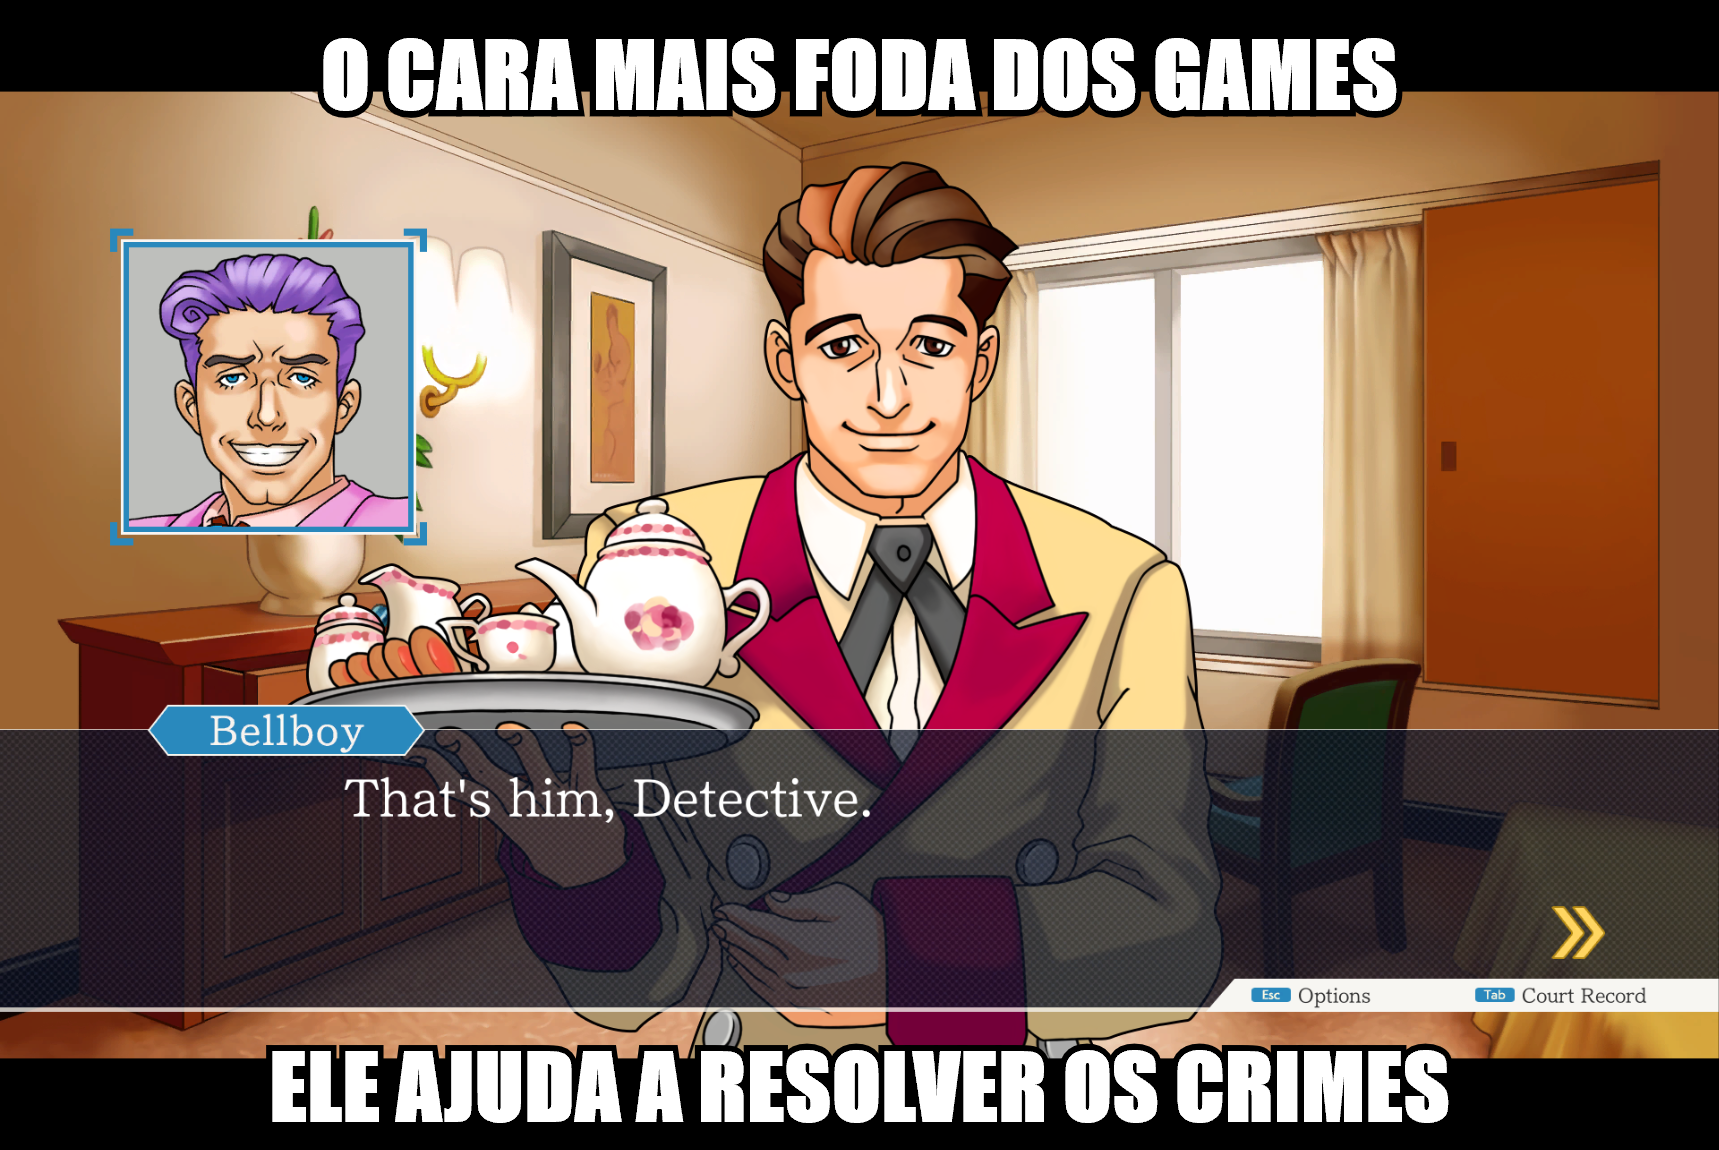 O CARA MAIS FODA DOS GAMES
Bellboy
That's him, Detective.
Esc Options Tab Court Record
ELE AJUDA A RESOLVER OS CRIMES